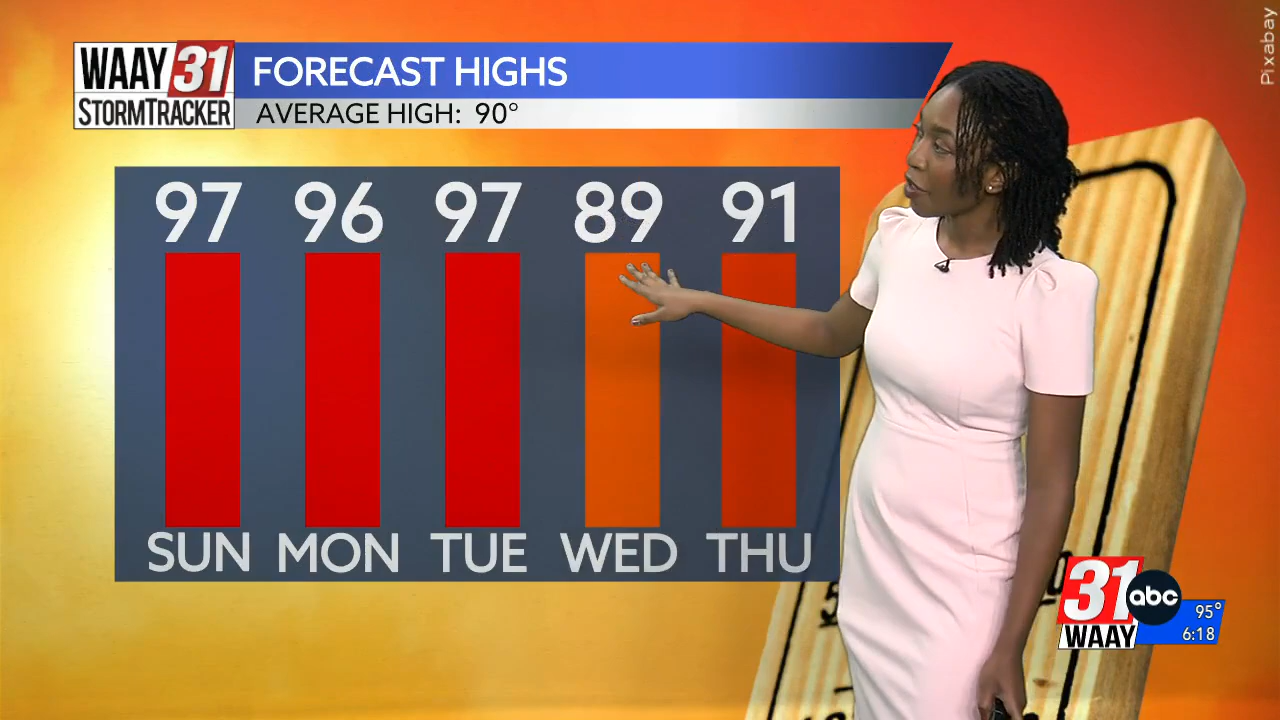 WAAY 31
STORMTRACKER
FORECAST HIGHS
AVERAGE HIGH: 90°
Pixabay
97 96 97 89 91
SUN MON TUE WED THU
31 abc
WAAY
95°
6:18